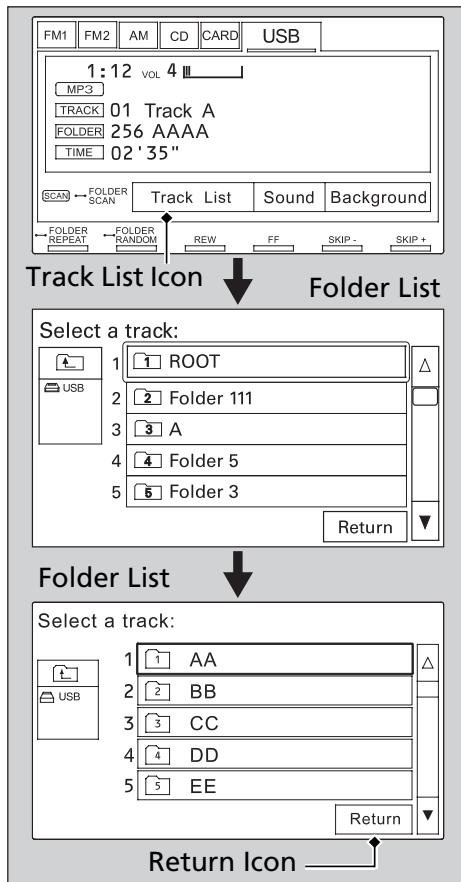 FM1 FM2 AM CD CARD USB
1:12 VOL 4
MP3
TRACK 01 Track A
FOLDER 256 AAAA
TIME 02'35"
SCAN FOLDER SCAN Track List Sound Background
FOLDER REPEAT FOLDER RANDOM REW FF SKIP - SKIP +
Track List Icon
Folder List
Select a track:
1 1 ROOT
USB
2 2 Folder 111
3 3 A
4 4 Folder 5
5 5 Folder 3
Return
Folder List
Select a track:
1 1 AA
USB
2 2 BB
3 3 CC
4 4 DD
5 5 EE
Return
Return Icon